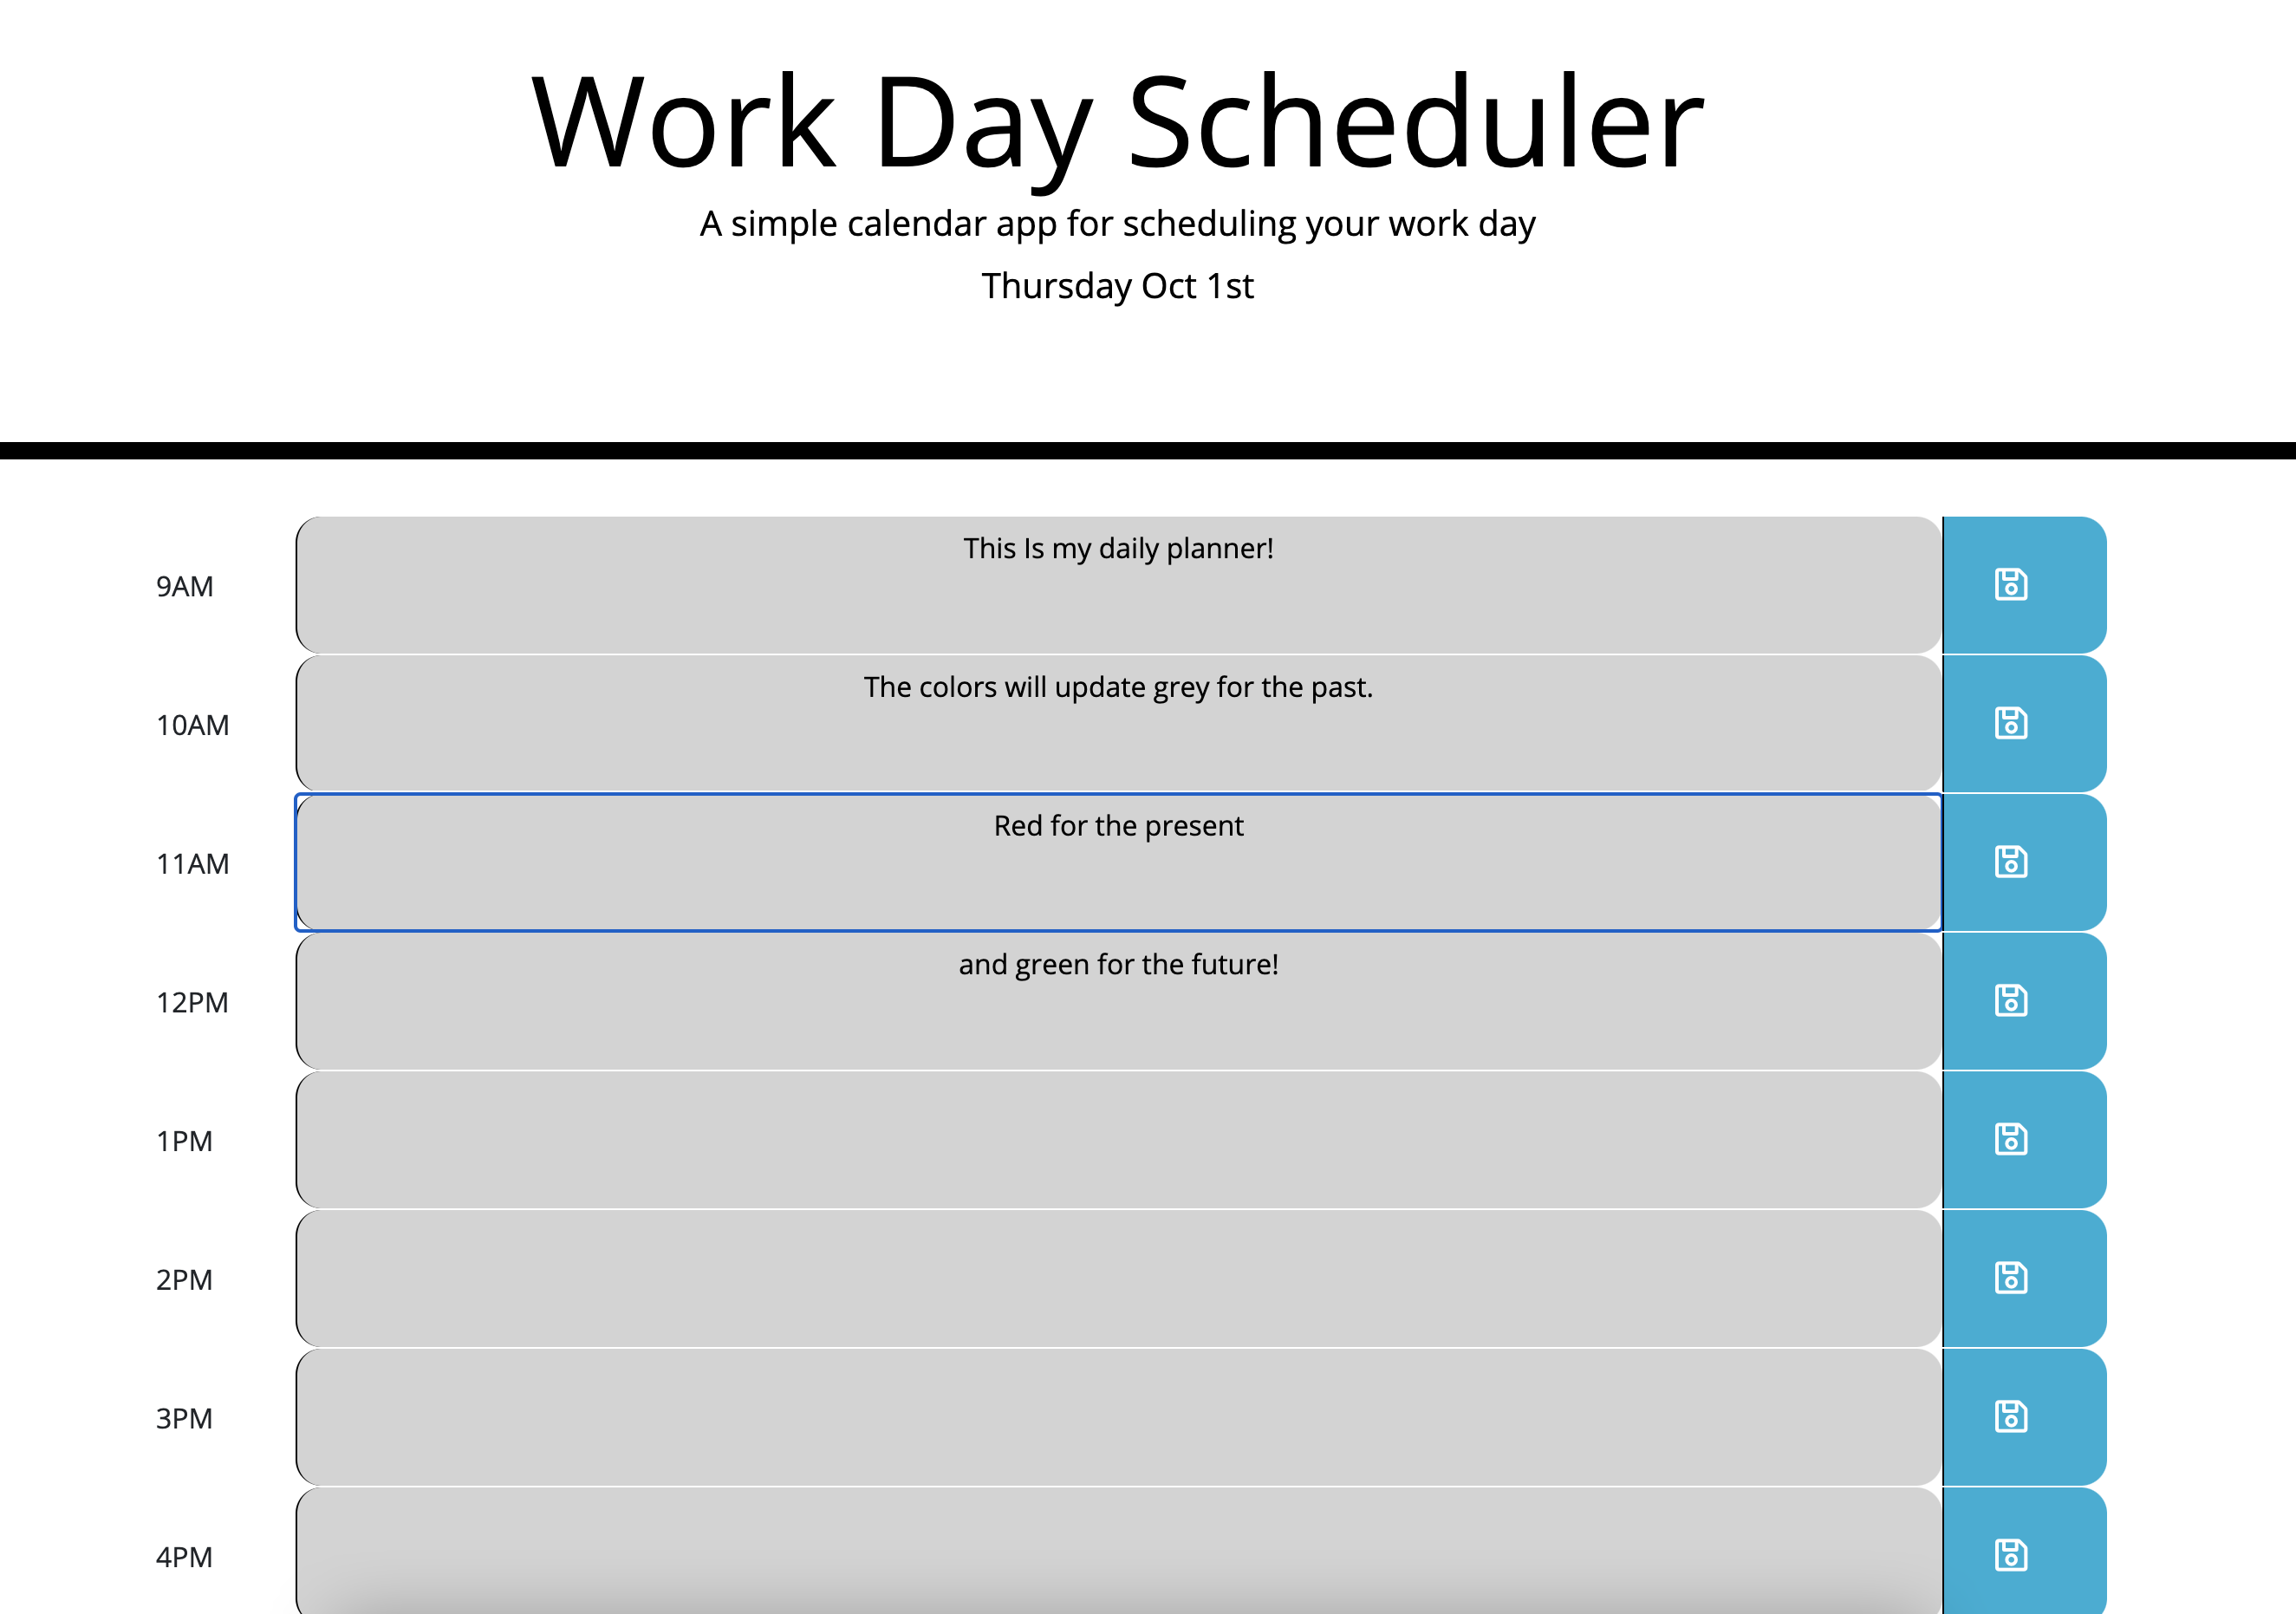 Work Day Scheduler
A simple calendar app for scheduling your work day
Thursday Oct 1st
9AM
This Is my daily planner!
10AM
The colors will update grey for the past.
11AM
Red for the present
12PM
and green for the future!
1PM
2PM
3PM
4PM